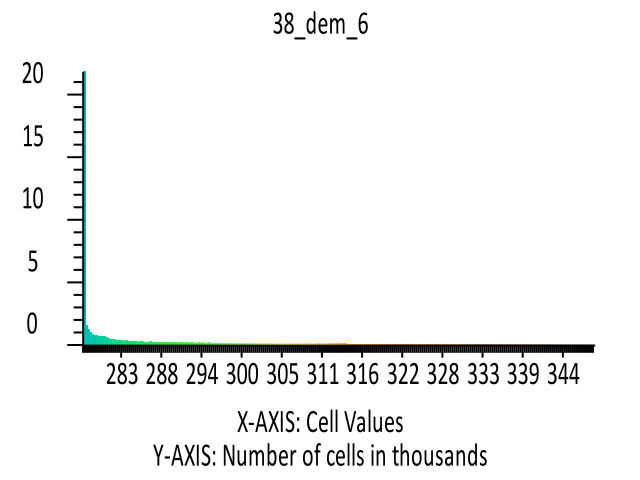 38_dem_6
20
15
10
5
0
283 288 294 300 305 311 316 322 328 333 339 344
X-AXIS: Cell Values
Y-AXIS: Number of cells in thousands